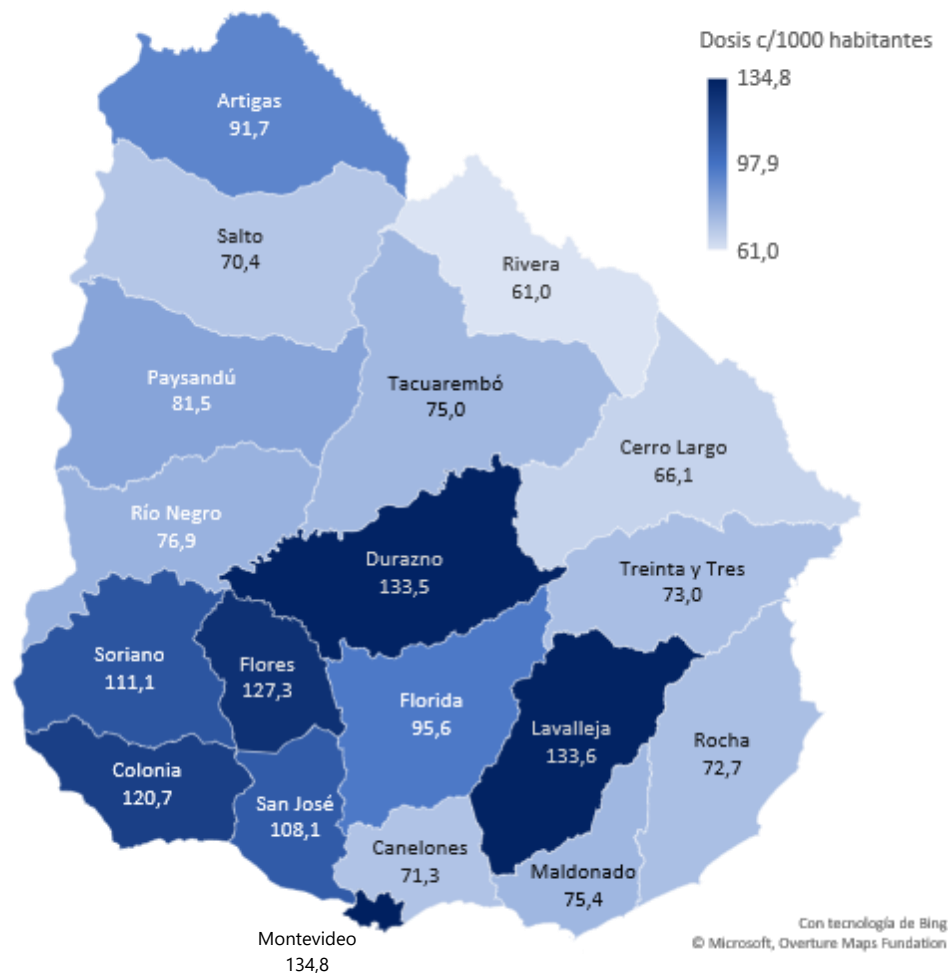 Dosis c/1000 habitantes
134,8
97,9
61,0
Artigas
91,7
Salto
70,4
Rivera
61,0
Paysandú
81,5
Tacuarembó
75,0
Cerro Largo
66,1
Río Negro
76,9
Durazno
133,5
Treinta y Tres
73,0
Soriano
111,1
Flores
127,3
Florida
95,6
Lavalleja
133,6
Rocha
72,7
Colonia
120,7
San José
108,1
Canelones
71,3
Maldonado
75,4
Montevideo
134,8
Con tecnología de Bing
© Microsoft, Overture Maps Fundation